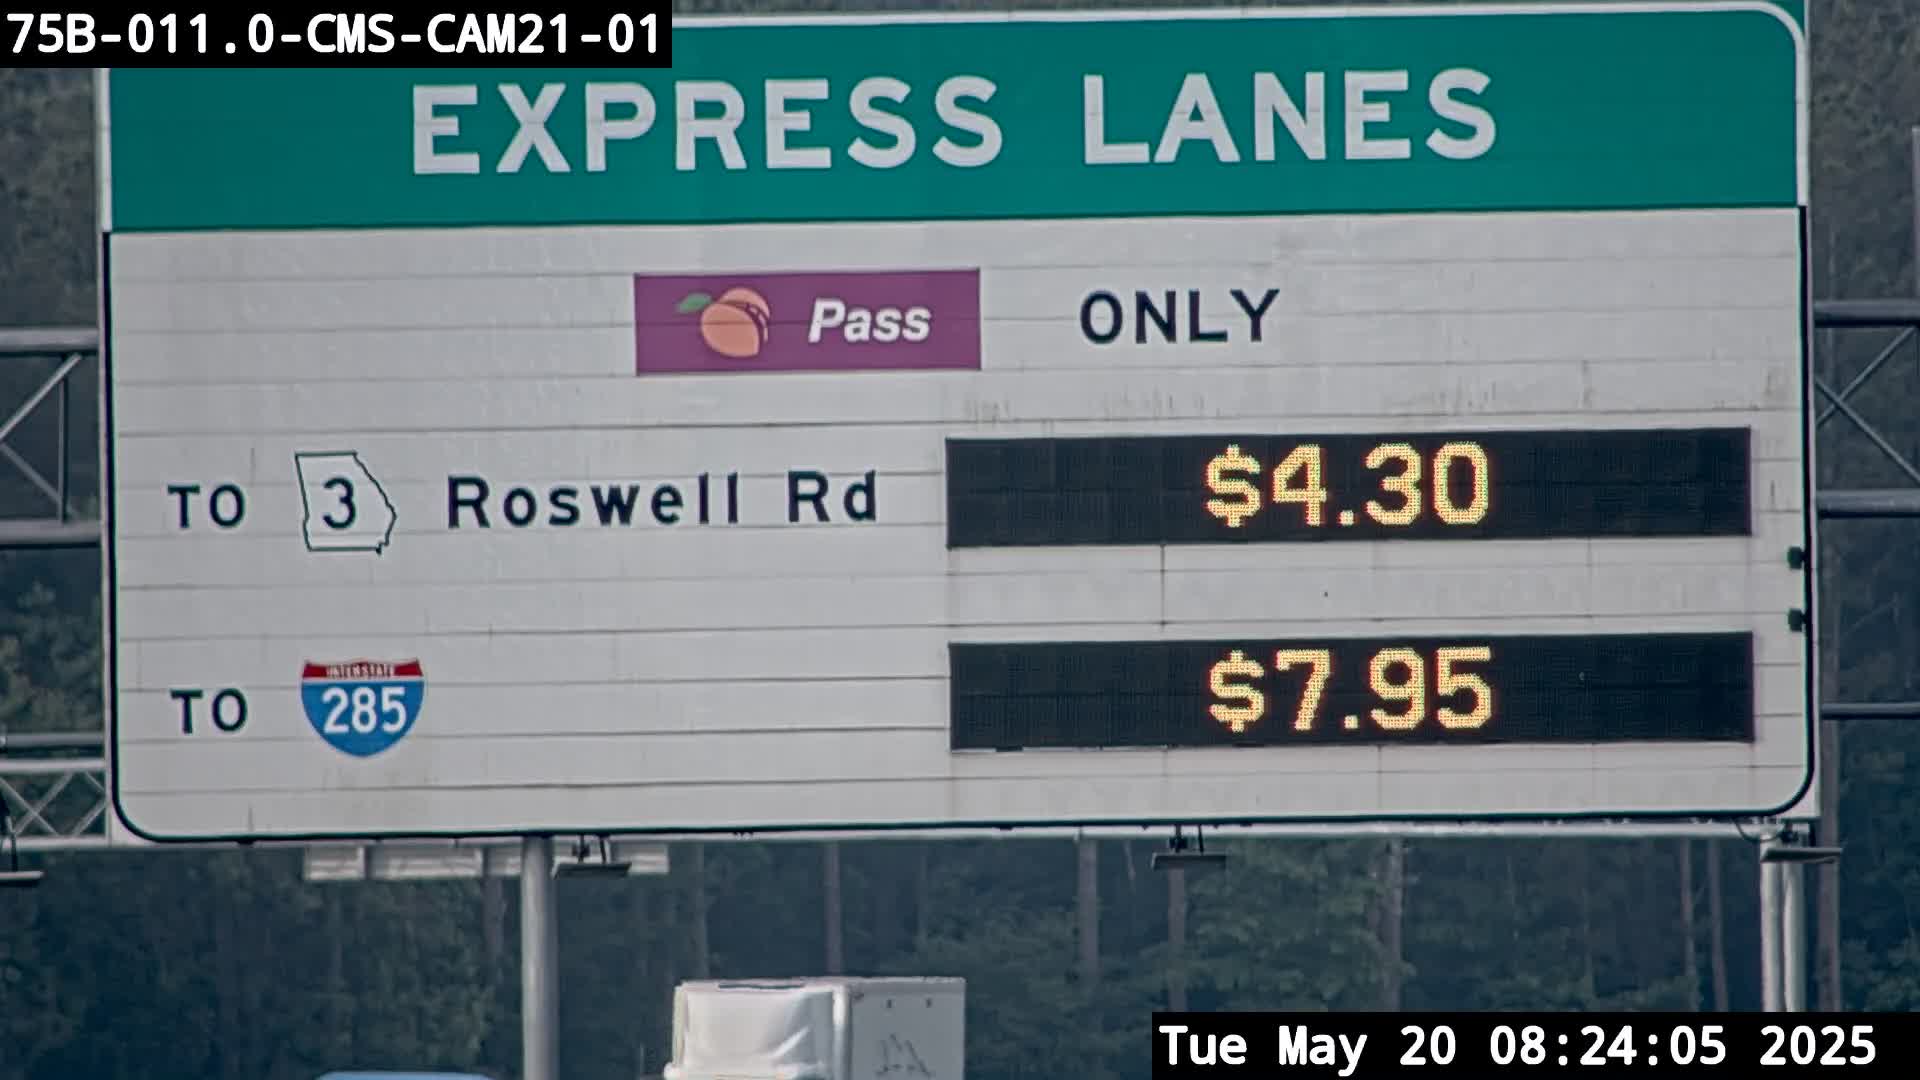 75B-011.0-CMS-CAM21-01
EXPRESS LANES
Pass ONLY
TO 3 Roswell Rd $4.30
TO INTERSTATE 285 $7.95
Tue May 20 08:24:05 2025